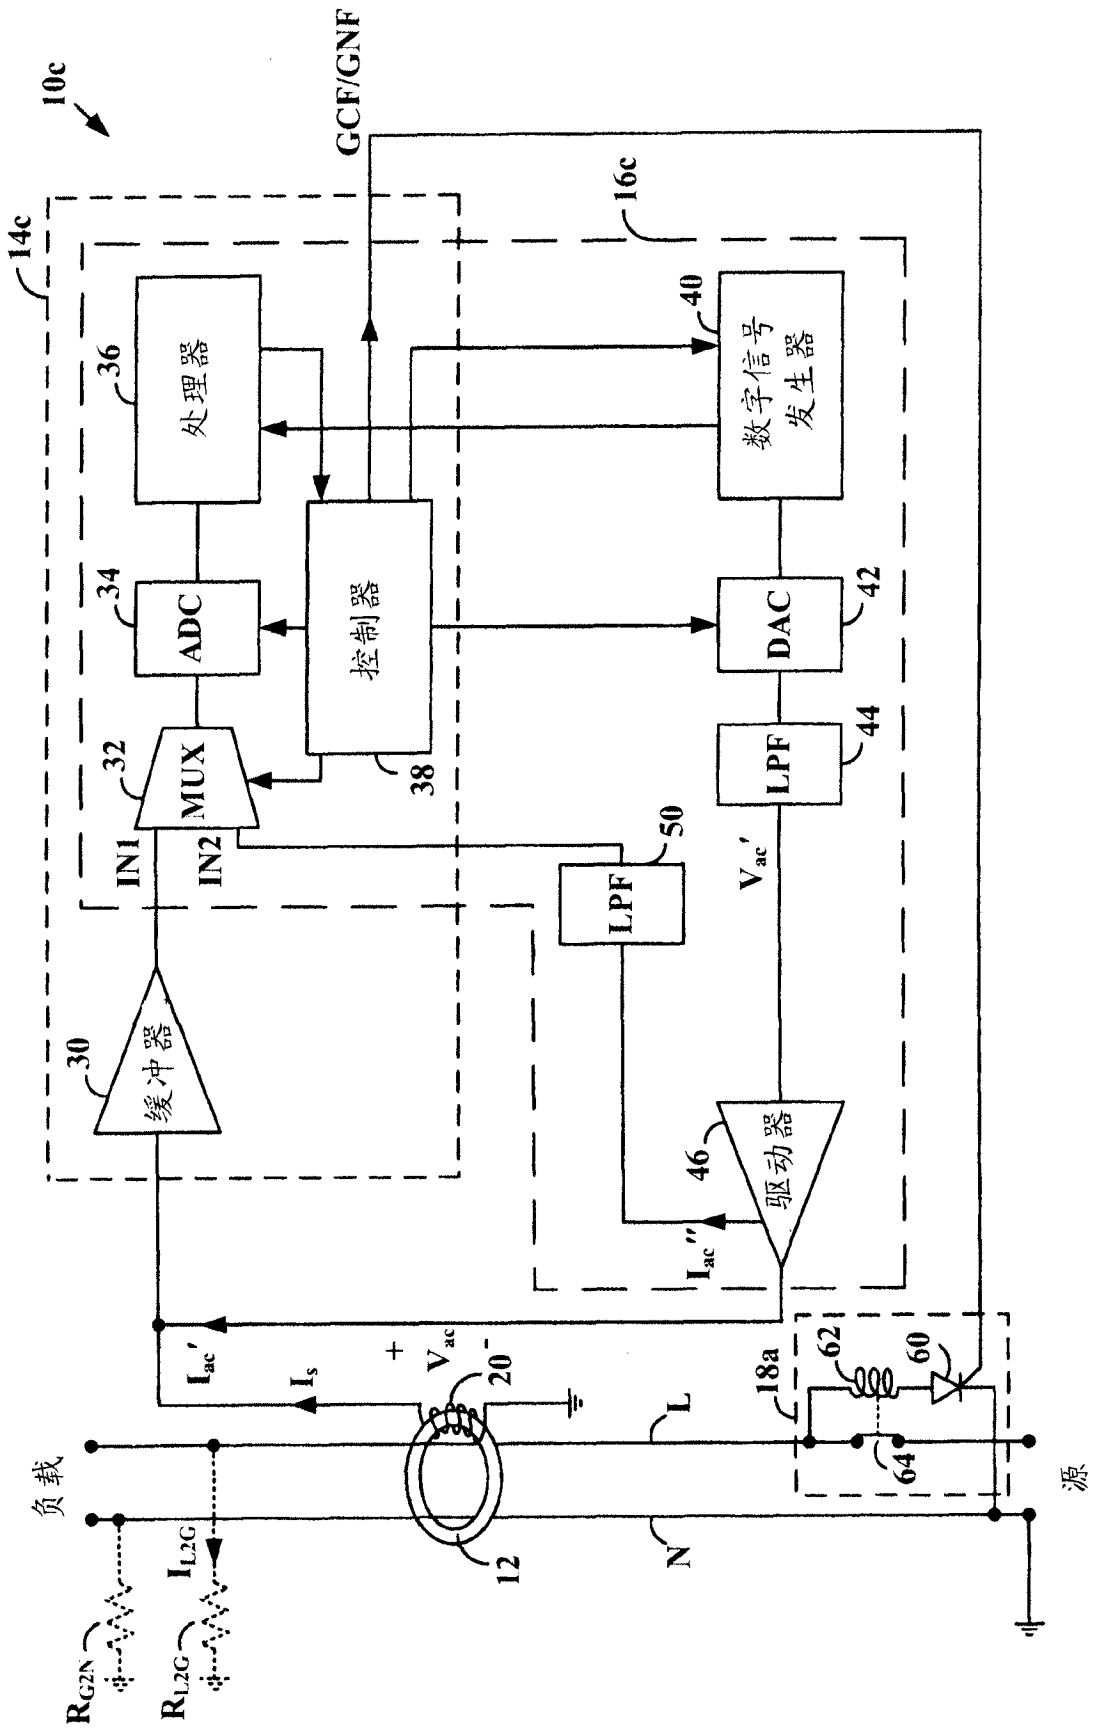 10c
14c
16c
GCF/GNF
36
处理器
34
ADC
32
MUX
IN1
IN2
控制器
38
40
数字信号
发生器
42
DAC
44
LPF
50
LPF
Vac′
30
缓冲器
46
驱动器
Iac″
Iac′
Is
+
Vac
-
20
12
负载
RG2N
RL2G
IL2G
L
N
18a
62
60
64
源